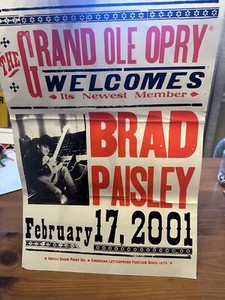 THE GRAND OLE OPRY®
WELCOMES
Its Newest Member
BRAD
PAISLEY
February 17, 2001
HATCH SHOW PRINT CO. ★ AMERICAN LETTERPRESS POSTERS SINCE 1879